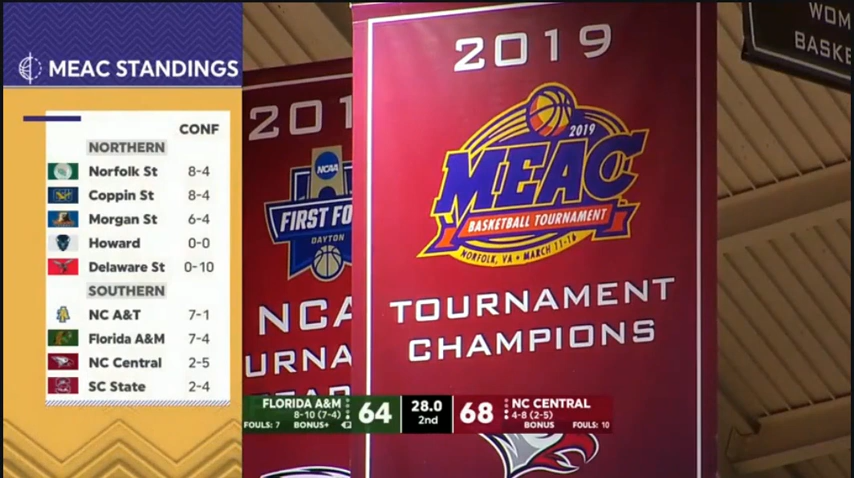 MEAC STANDINGS
CONF
NORTHERN
Norfolk St 8-4
Coppin St 8-4
Morgan St 6-4
Howard 0-0
Delaware St 0-10
SOUTHERN
NC A&T 7-1
Florida A&M 7-4
NC Central 2-5
SC State 2-4
201
NCAA
FIRST FO
DAYTON
NCA
URNA
2019
2019
MEAC
BASKETBALL TOURNAMENT
NORFOLK, VA • MARCH 11-16
TOURNAMENT
CHAMPIONS
WOM
BASKE
FLORIDA A&M 64 28.0 68 NC CENTRAL
8-10 (7-4) 2nd 4-8 (2-5)
FOULS: 7 BONUS+ BONUS FOULS: 10